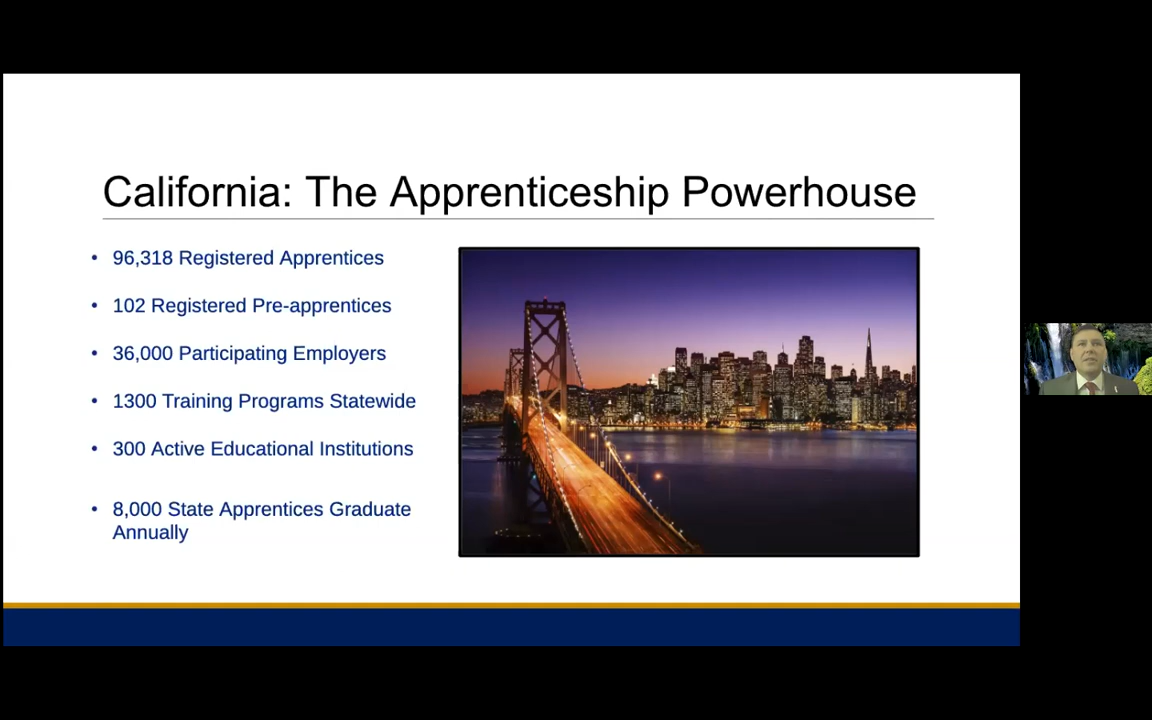 California: The Apprenticeship Powerhouse
• 96,318 Registered Apprentices
• 102 Registered Pre-apprentices
• 36,000 Participating Employers
• 1300 Training Programs Statewide
• 300 Active Educational Institutions
• 8,000 State Apprentices Graduate
Annually